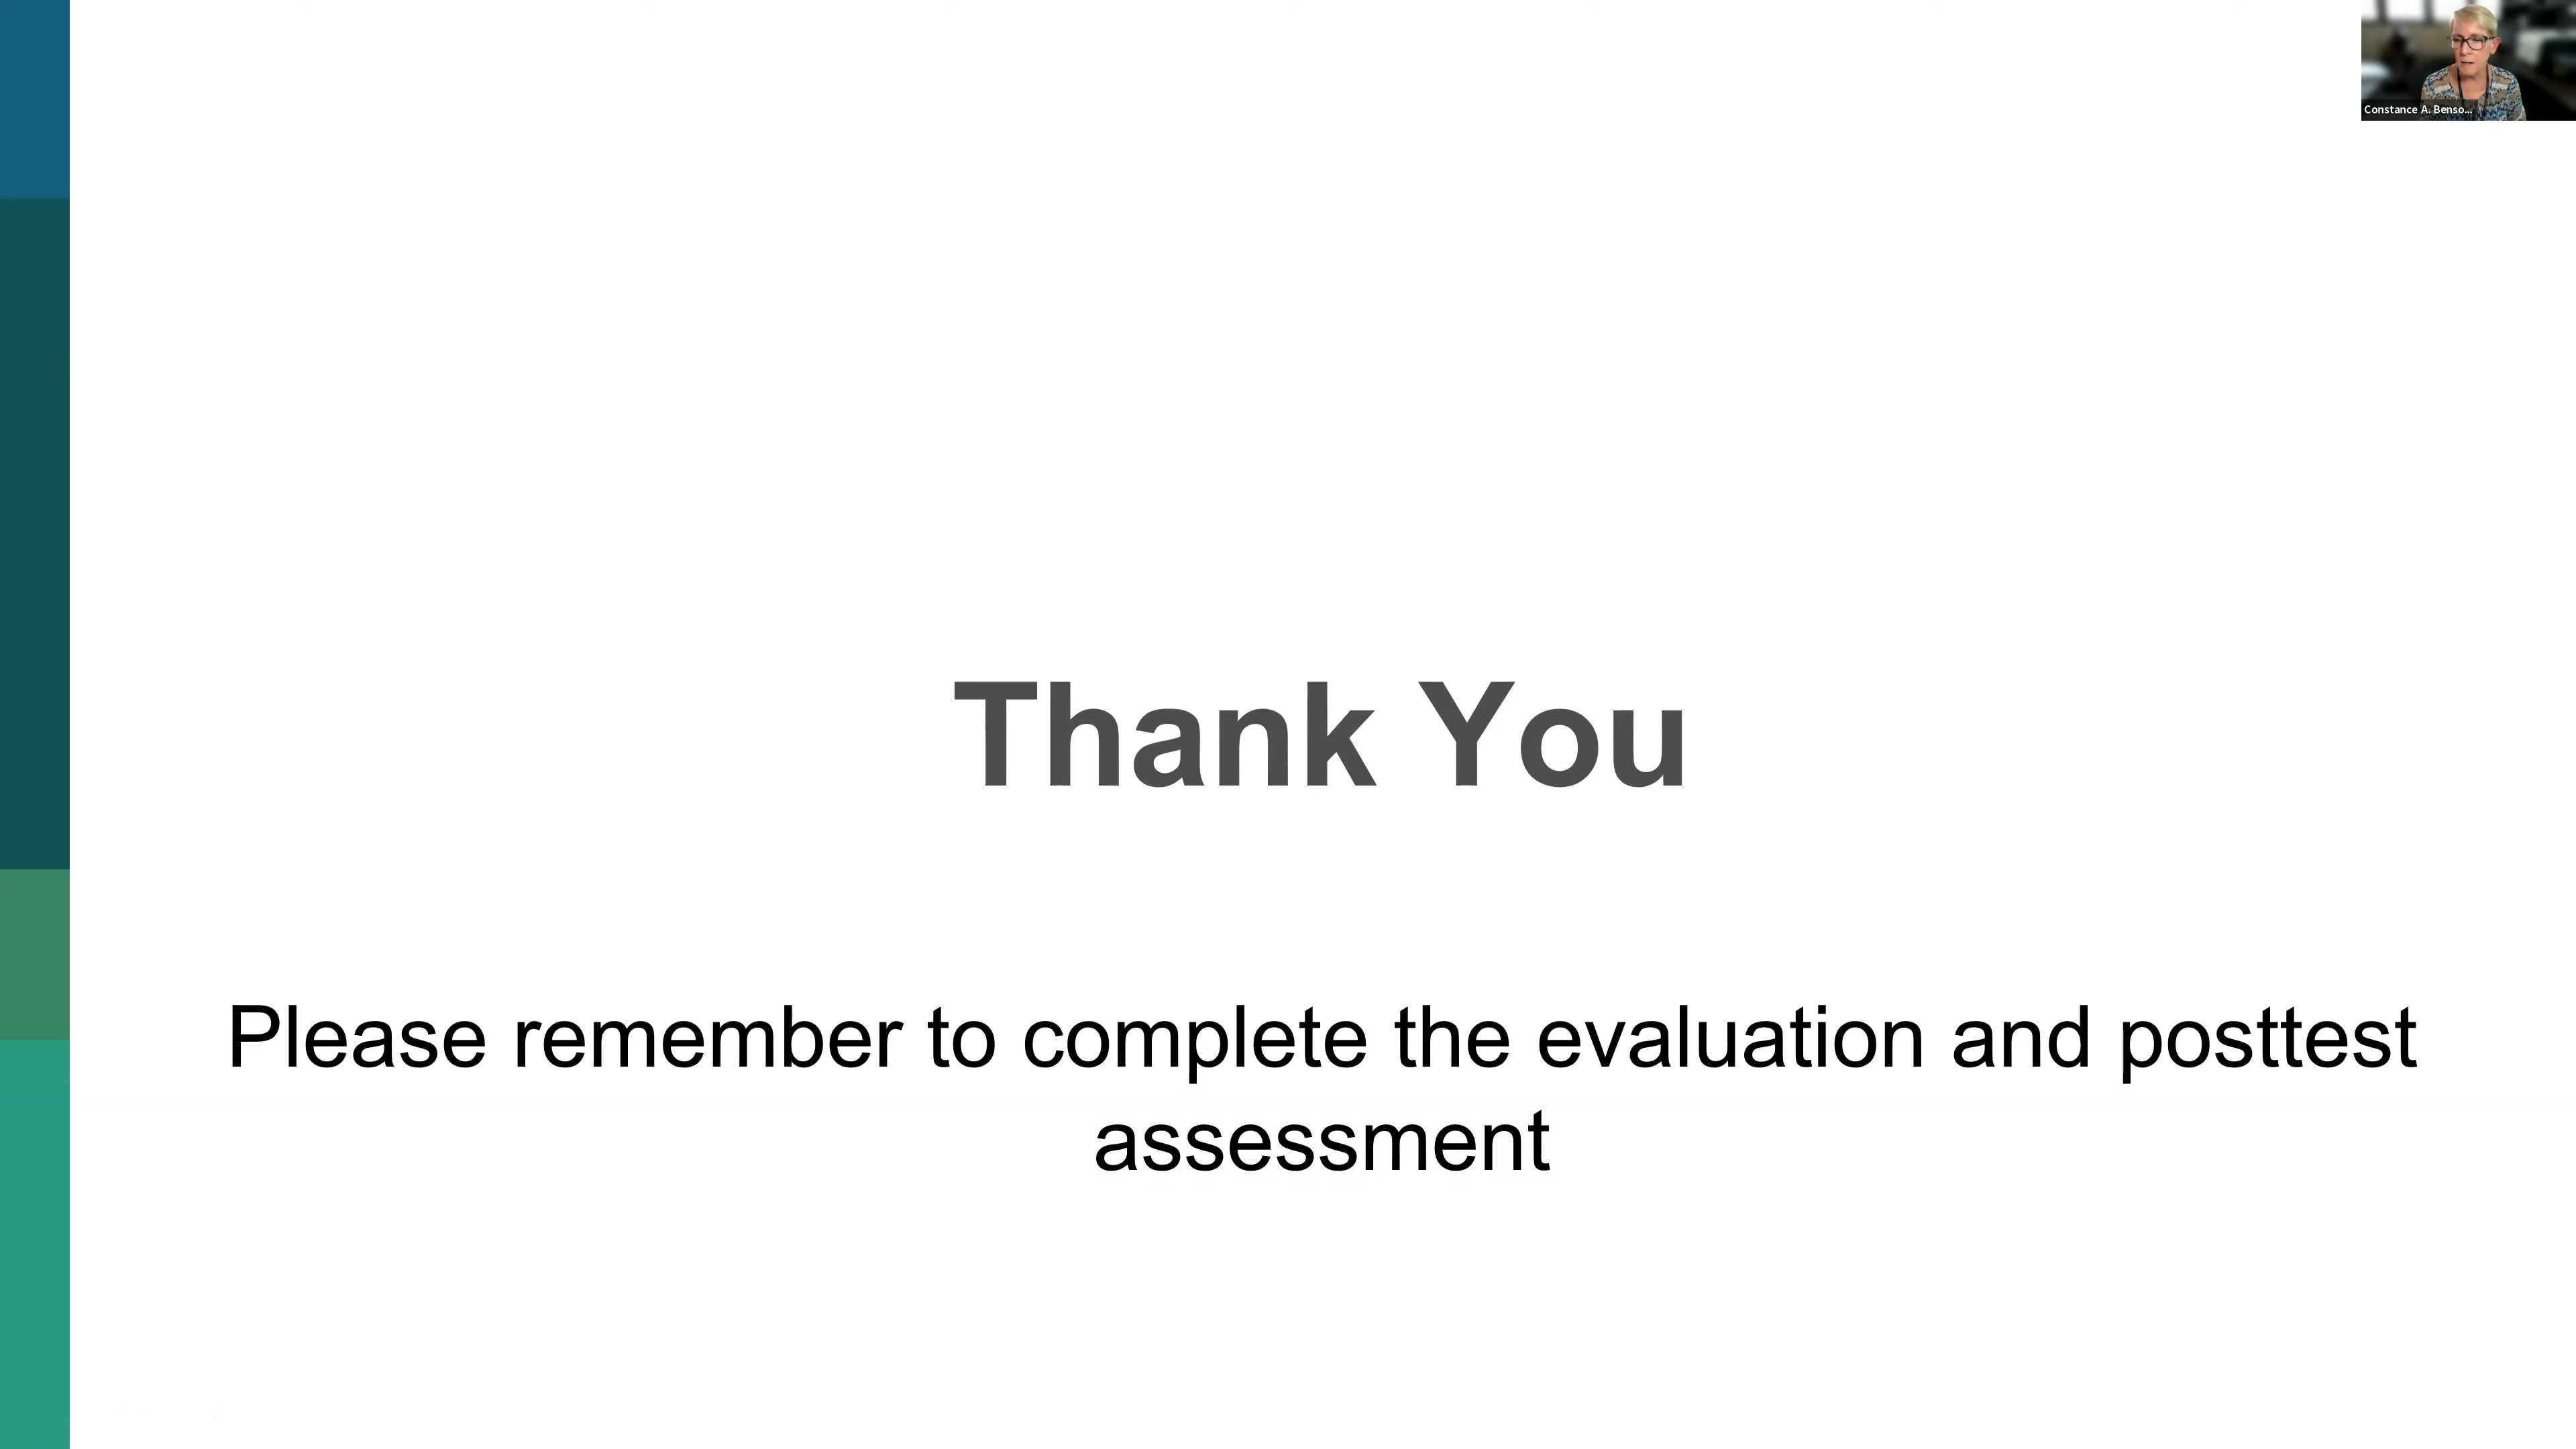 Constance A. Benso...
Thank You
Please remember to complete the evaluation and posttest
assessment